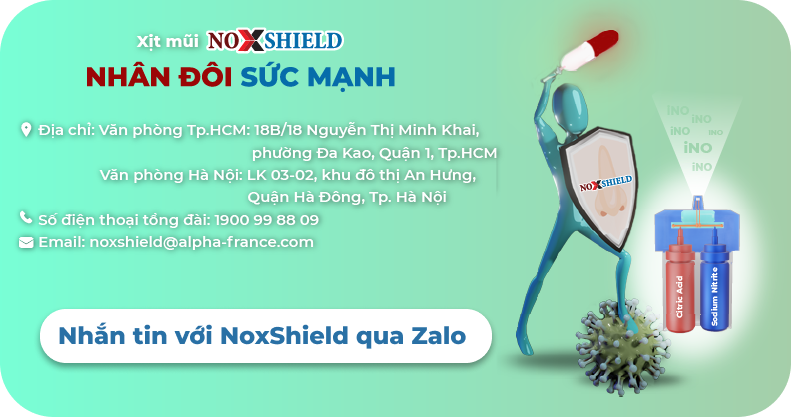 Xịt mũi NOXSHIELD
NHÂN ĐÔI SỨC MẠNH
Địa chỉ: Văn phòng Tp.HCM: 18B/18 Nguyễn Thị Minh Khai,
phường Đa Kao, Quận 1, Tp.HCM
Văn phòng Hà Nội: LK 03-02, khu đô thị An Hưng,
Quận Hà Đông, Tp. Hà Nội
Số điện thoại tổng đài: 1900 99 88 09
Email: noxshield@alpha-france.com
Nhắn tin với NoxShield qua Zalo
NOXSHIELD
iNO
iNO
iNO
iNO
iNO
iNO
Citric Acid
Sodium Nitrite